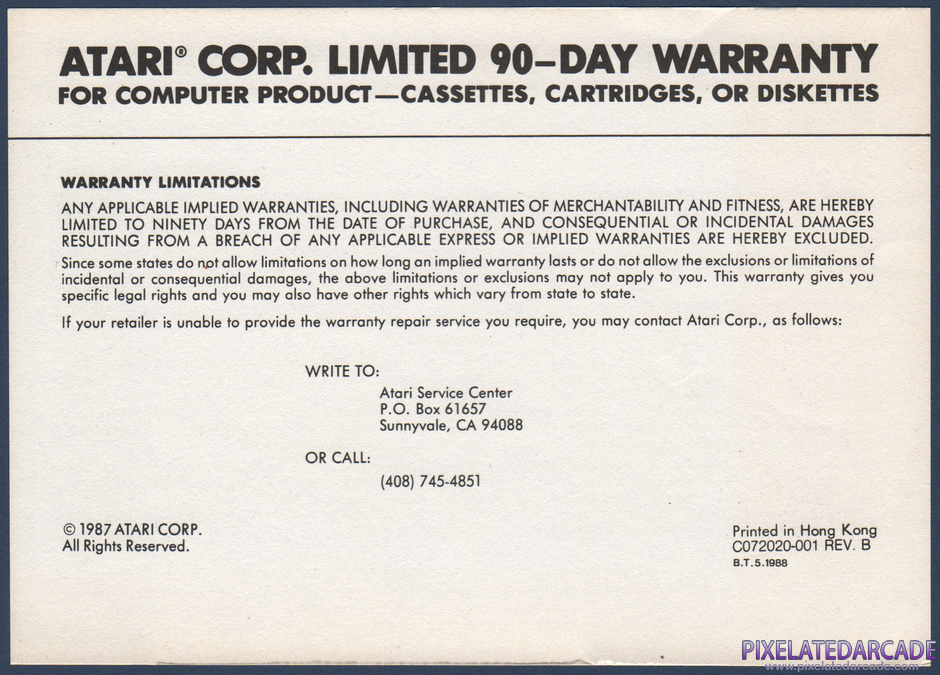 ATARI® CORP. LIMITED 90–DAY WARRANTY
FOR COMPUTER PRODUCT—CASSETTES, CARTRIDGES, OR DISKETTES
WARRANTY LIMITATIONS
ANY APPLICABLE IMPLIED WARRANTIES, INCLUDING WARRANTIES OF MERCHANTABILITY AND FITNESS, ARE HEREBY
LIMITED TO NINETY DAYS FROM THE DATE OF PURCHASE, AND CONSEQUENTIAL OR INCIDENTAL DAMAGES
RESULTING FROM A BREACH OF ANY APPLICABLE EXPRESS OR IMPLIED WARRANTIES ARE HEREBY EXCLUDED.
Since some states do not allow limitations on how long an implied warranty lasts or do not allow the exclusions or limitations of
incidental or consequential damages, the above limitations or exclusions may not apply to you. This warranty gives you
specific legal rights and you may also have other rights which vary from state to state.
If your retailer is unable to provide the warranty repair service you require, you may contact Atari Corp., as follows:
WRITE TO:
Atari Service Center
P.O. Box 61657
Sunnyvale, CA 94088
OR CALL:
(408) 745-4851
© 1987 ATARI CORP.
All Rights Reserved.
Printed in Hong Kong
C072020-001 REV. B
B.T.5.1988
PIXELATEDARCADE
www.pixelatedarcade.com